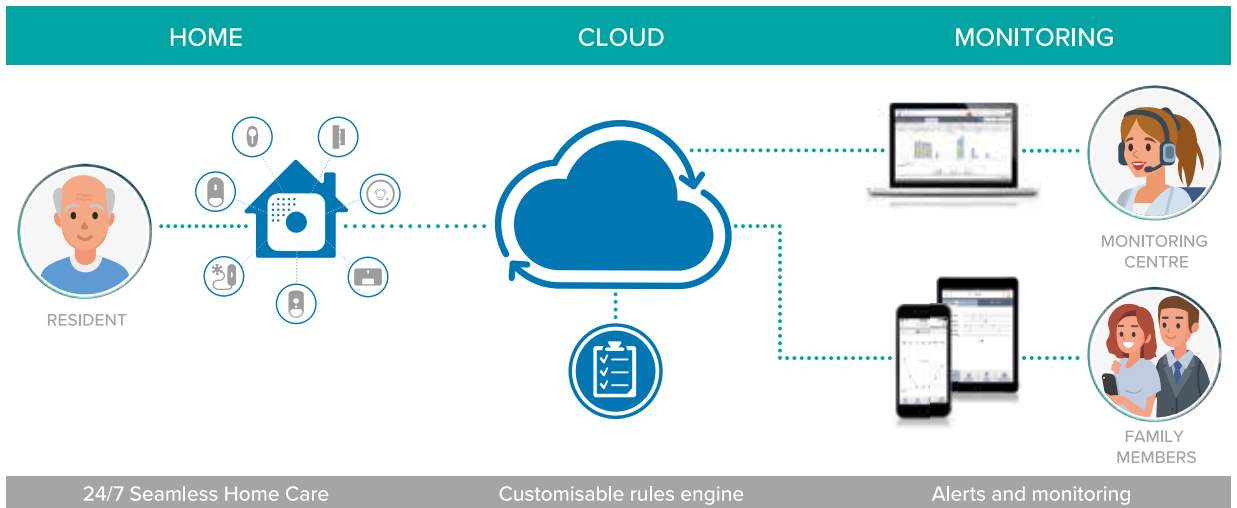 HOME
CLOUD
MONITORING
RESIDENT
MONITORING
CENTRE
FAMILY
MEMBERS
24/7 Seamless Home Care
Customisable rules engine
Alerts and monitoring